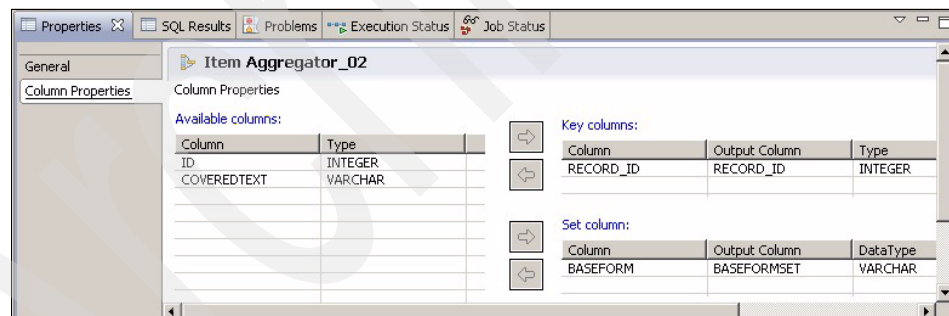 Properties SQL Results Problems Execution Status Job Status
General
Column Properties
Item Aggregator_02
Column Properties
Available columns:
Column Type
ID INTEGER
COVEREDTEXT VARCHAR
Key columns:
Column Output Column Type
RECORD_ID RECORD_ID INTEGER
Set column:
Column Output Column DataType
BASEFORM BASEFORMSET VARCHAR